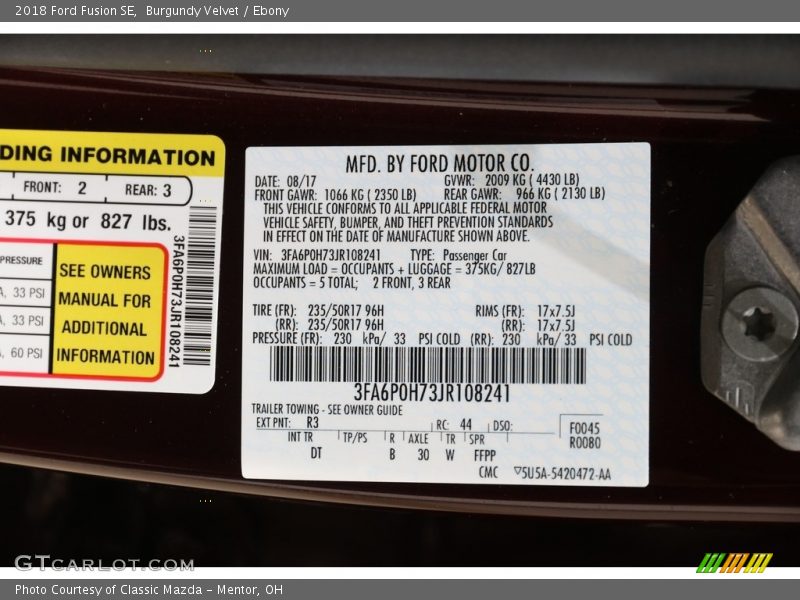 2018 Ford Fusion SE,  Burgundy Velvet / Ebony
DING INFORMATION
FRONT: 2 REAR: 3
375 kg or 827 lbs.
PRESSURE
33 PSI
33 PSI
60 PSI
SEE OWNERS
MANUAL FOR
ADDITIONAL
INFORMATION
3FA6P0H73JR108241
MFD. BY FORD MOTOR CO.
DATE: 08/17 GVWR: 2009 KG ( 4430 LB)
FRONT GAWR: 1066 KG ( 2350 LB) REAR GAWR: 966 KG ( 2130 LB)
THIS VEHICLE CONFORMS TO ALL APPLICABLE FEDERAL MOTOR
VEHICLE SAFETY, BUMPER, AND THEFT PREVENTION STANDARDS
IN EFFECT ON THE DATE OF MANUFACTURE SHOWN ABOVE.
VIN: 3FA6P0H73JR108241 TYPE: Passenger Car
MAXIMUM LOAD = OCCUPANTS + LUGGAGE = 375KG/ 827LB
OCCUPANTS = 5 TOTAL; 2 FRONT, 3 REAR
TIRE (FR): 235/50R17 96H RIMS (FR): 17x7.5J
(RR): 235/50R17 96H (RR): 17x7.5J
PRESSURE (FR): 230 kPa/ 33 PSI COLD (RR): 230 kPa/ 33 PSI COLD
3FA6P0H73JR108241
TRAILER TOWING - SEE OWNER GUIDE
EXT PNT: R3 RC: 44 DSO: F0045
R0080
INT TR TP/PS R AXLE TR SPR
DT B 30 W FFPP
CMC ▽5U5A-5420472-AA
GTCARLOT.COM
Photo Courtesy of Classic Mazda - Mentor, OH